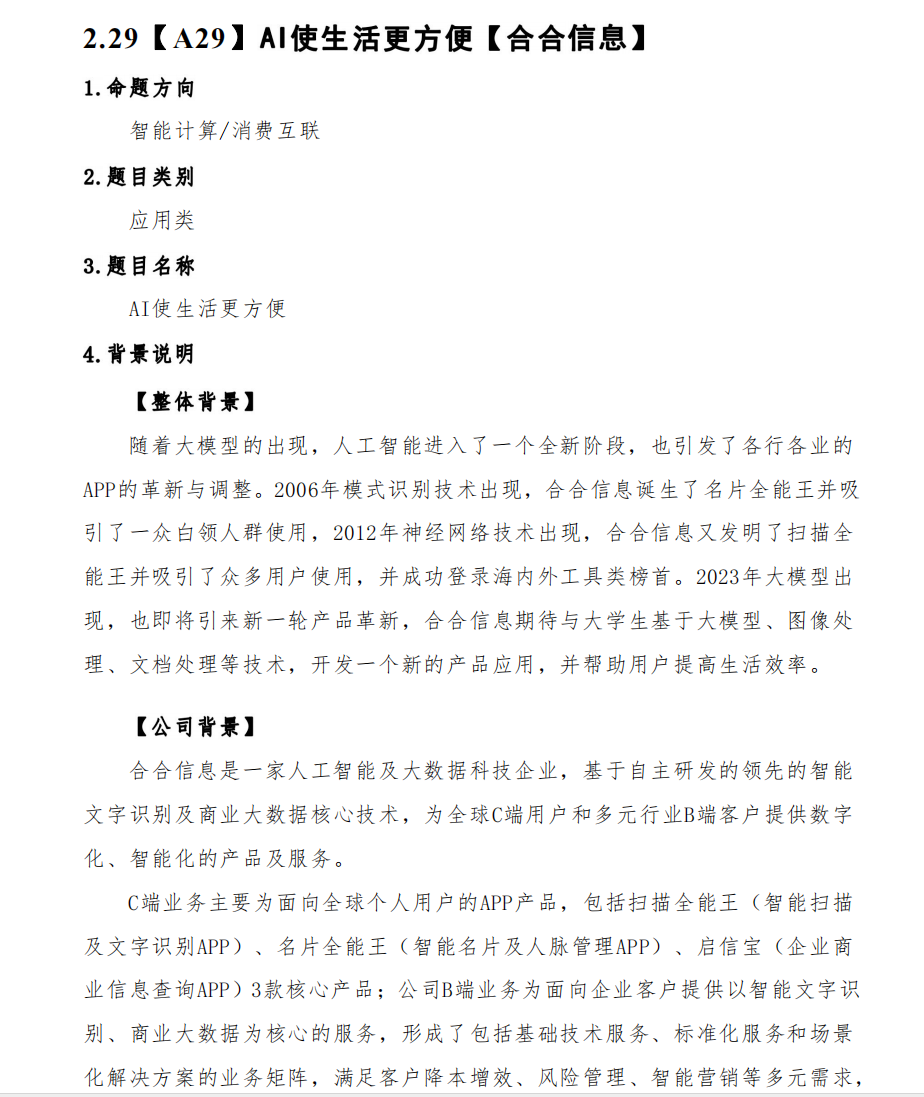 2.29【A29】AI使生活更方便【合合信息】
1.命题方向
智能计算/消费互联
2.题目类别
应用类
3.题目名称
AI使生活更方便
4.背景说明
【整体背景】
随着大模型的出现，人工智能进入了一个全新阶段，也引发了各行各业的
APP的革新与调整。2006年模式识别技术出现，合合信息诞生了名片全能王并吸
引了一众白领人群使用，2012年神经网络技术出现，合合信息又发明了扫描全
能王并吸引了众多用户使用，并成功登录海内外工具类榜首。2023年大模型出
现，也即将引来新一轮产品革新，合合信息期待与大学生基于大模型、图像处
理、文档处理等技术，开发一个新的产品应用，并帮助用户提高生活效率。
【公司背景】
合合信息是一家人工智能及大数据科技企业，基于自主研发的领先的智能
文字识别及商业大数据核心技术，为全球C端用户和多元行业B端客户提供数字
化、智能化的产品及服务。
C端业务主要为面向全球个人用户的APP产品，包括扫描全能王（智能扫描
及文字识别APP）、名片全能王（智能名片及人脉管理APP）、启信宝（企业商
业信息查询APP）3款核心产品；公司B端业务为面向企业客户提供以智能文字识
别、商业大数据为核心的服务，形成了包括基础技术服务、标准化服务和场景
化解决方案的业务矩阵，满足客户降本增效、风险管理、智能营销等多元需求，